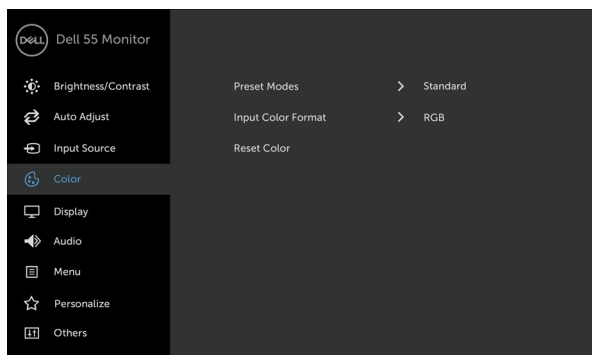 DELL Dell 55 Monitor
Brightness/Contrast
Auto Adjust
Input Source
Color
Display
Audio
Menu
Personalize
Others
Preset Modes > Standard
Input Color Format > RGB
Reset Color